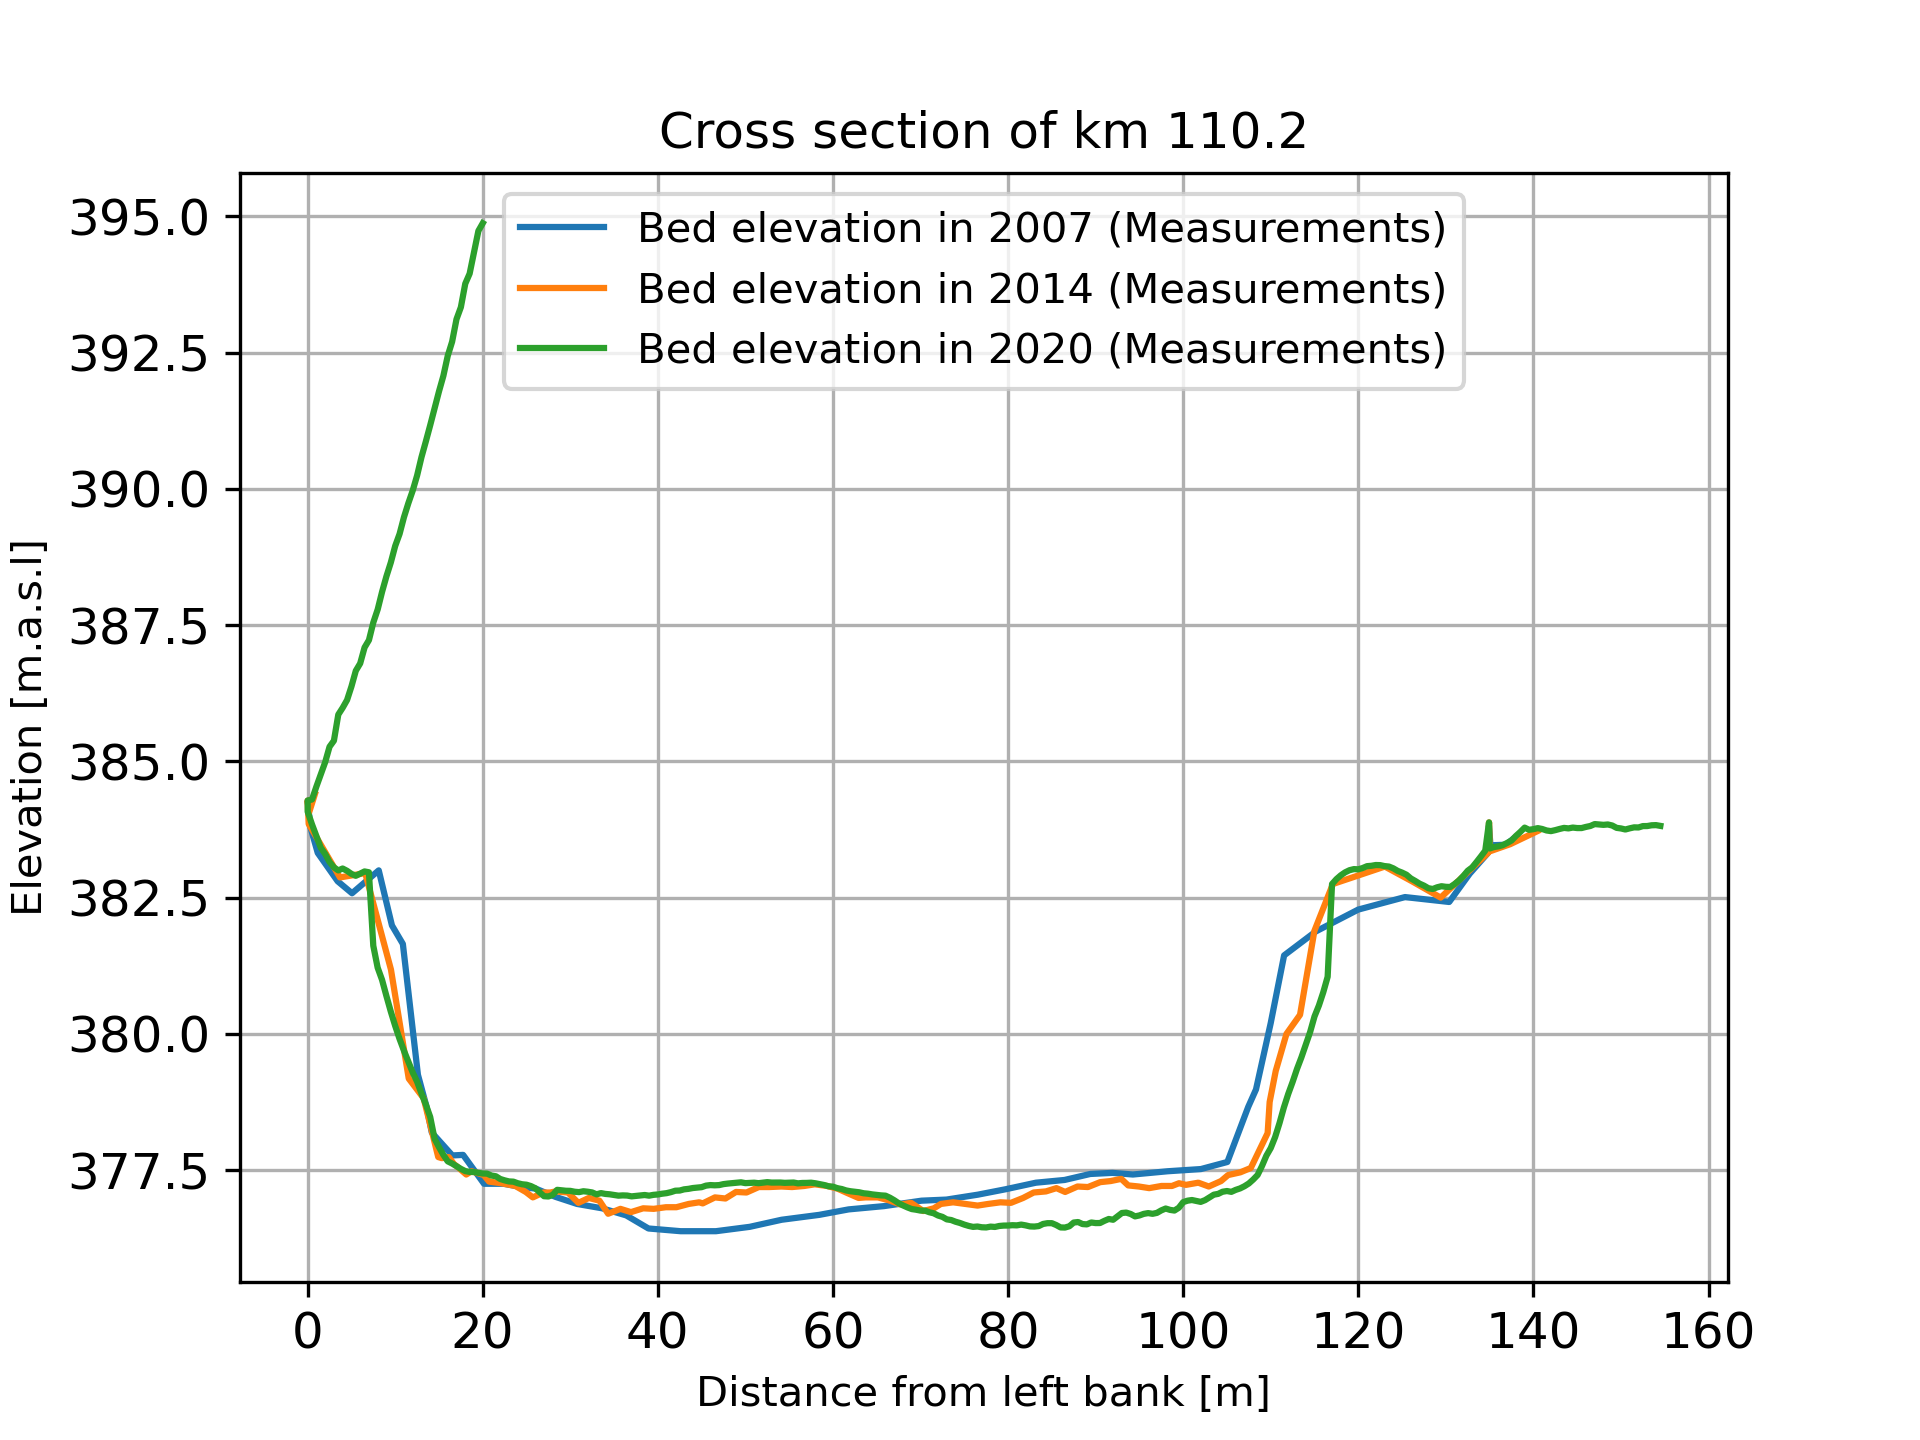 Cross section of km 110.2
Bed elevation in 2007 (Measurements)
Bed elevation in 2014 (Measurements)
Bed elevation in 2020 (Measurements)
Elevation [m.a.s.l]
395.0
392.5
390.0
387.5
385.0
382.5
380.0
377.5
0 20 40 60 80 100 120 140 160
Distance from left bank [m]